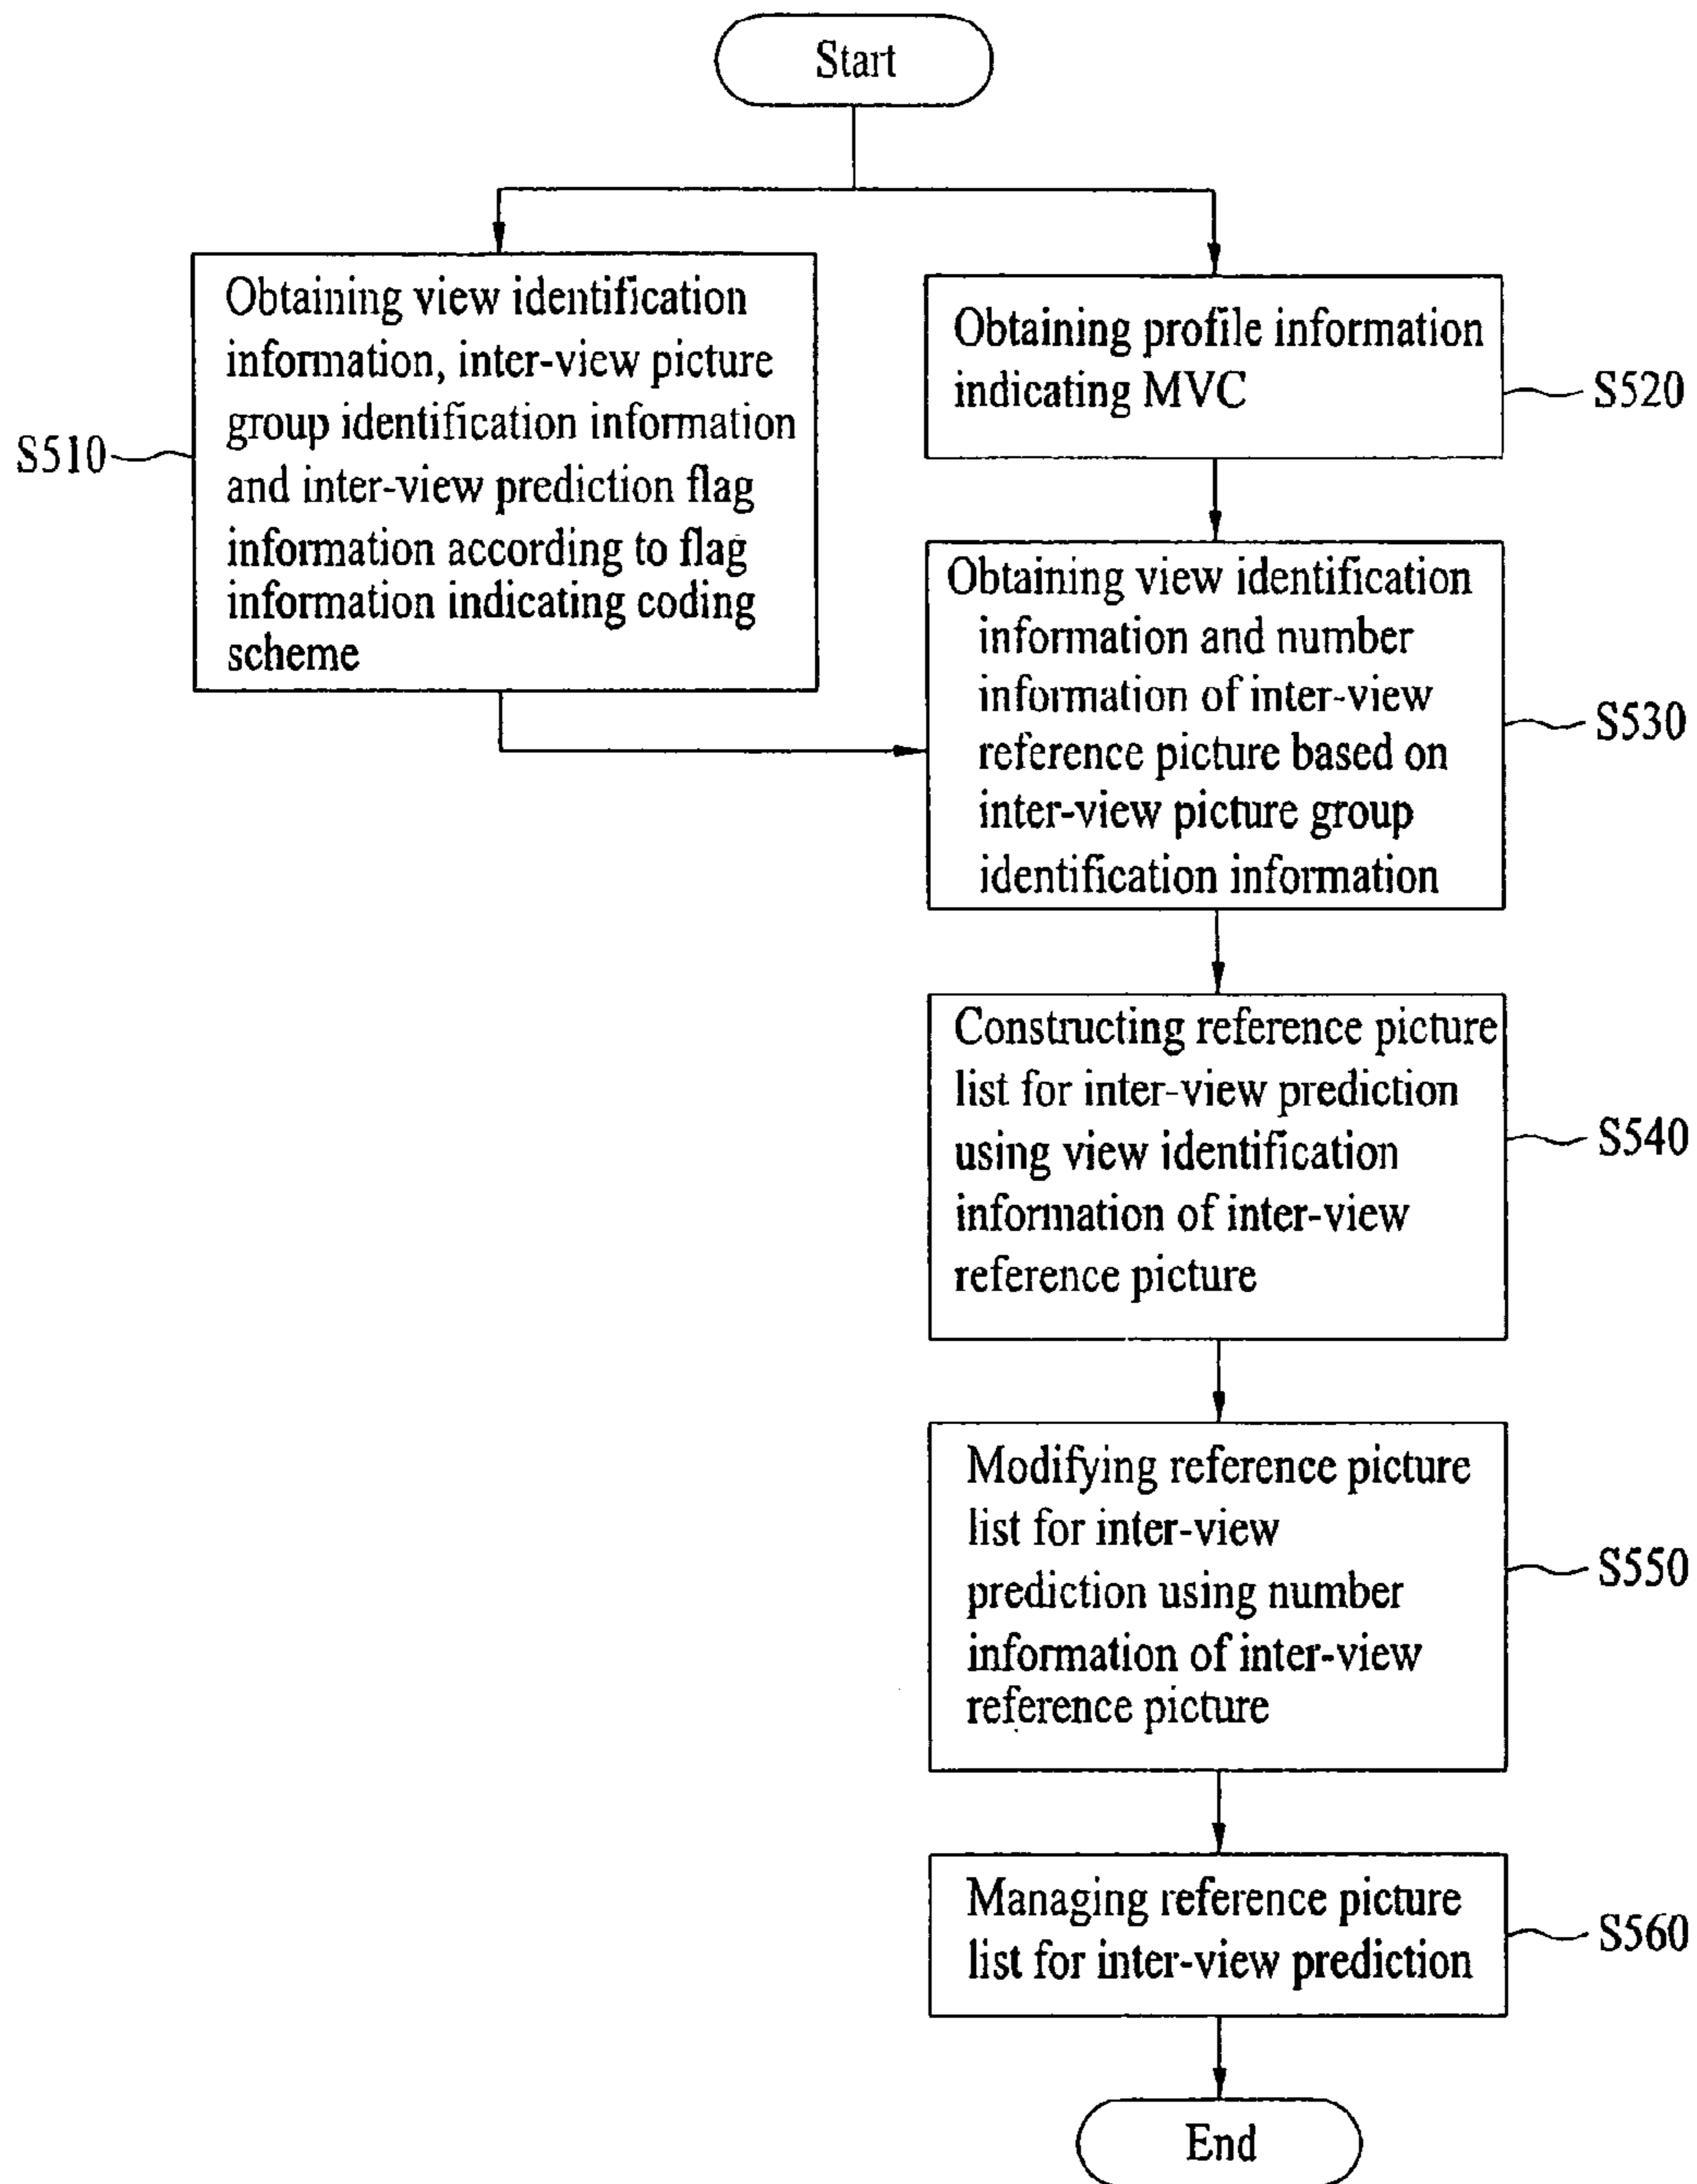 Start
Obtaining view identification
information, inter-view picture
group identification information
and inter-view prediction flag
information according to flag
information indicating coding
scheme
S510
Obtaining profile information
indicating MVC
S520
Obtaining view identification
information and number
information of inter-view
reference picture based on
inter-view picture group
identification information
S530
Constructing reference picture
list for inter-view prediction
using view identification
information of inter-view
reference picture
S540
Modifying reference picture
list for inter-view
prediction using number
information of inter-view
reference picture
S550
Managing reference picture
list for inter-view prediction
S560
End